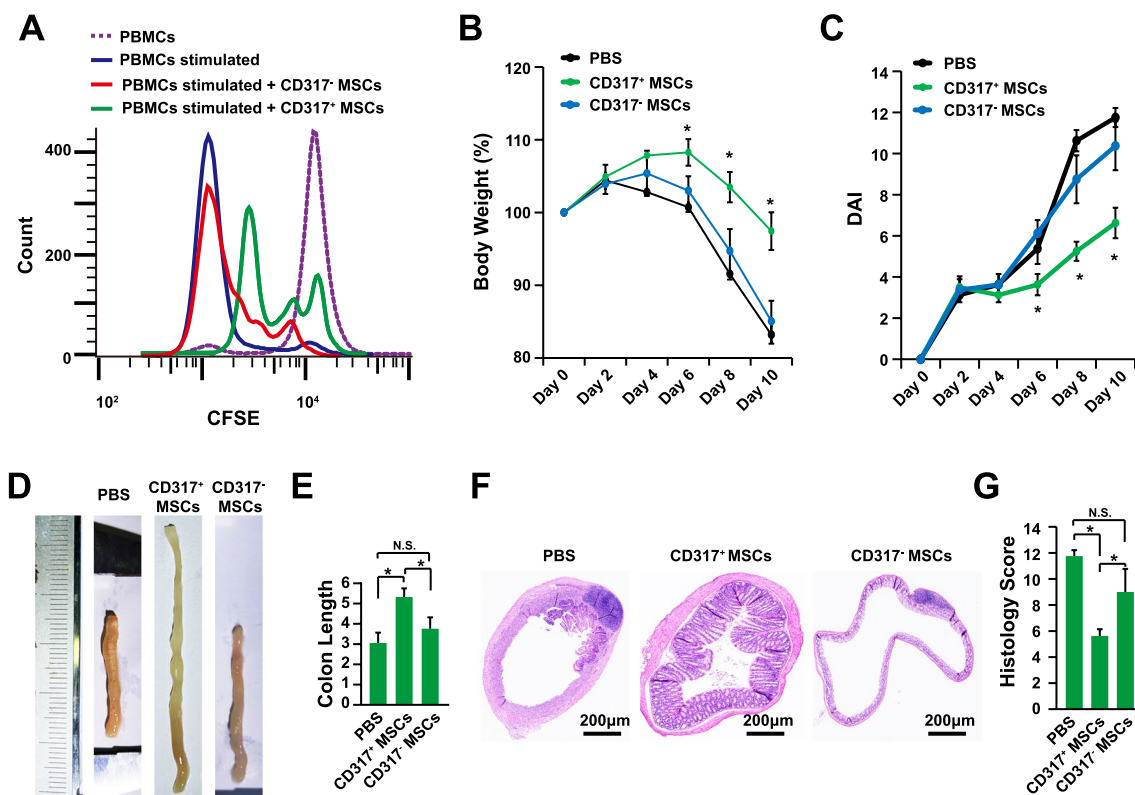 A
PBMCs
PBMCs stimulated
PBMCs stimulated + CD317- MSCs
PBMCs stimulated + CD317+ MSCs
400
200
0
Count
10²
10⁴
CFSE
B
PBS
CD317+ MSCs
CD317- MSCs
120
110
100
90
80
Body Weight (%)
*
*
*
Day 0
Day 2
Day 4
Day 6
Day 8
Day 10
C
PBS
CD317+ MSCs
CD317- MSCs
14
12
10
8
6
4
2
0
DAI
*
*
*
Day 0
Day 2
Day 4
Day 6
Day 8
Day 10
D
PBS
CD317+ MSCs
CD317- MSCs
E
N.S.
*
*
6
5
4
3
2
1
0
Colon Length
PBS
CD317+ MSCs
CD317- MSCs
F
PBS
CD317+ MSCs
CD317- MSCs
200μm
200μm
200μm
G
N.S.
*
*
14
12
10
8
6
4
2
0
Histology Score
PBS
CD317+ MSCs
CD317- MSCs